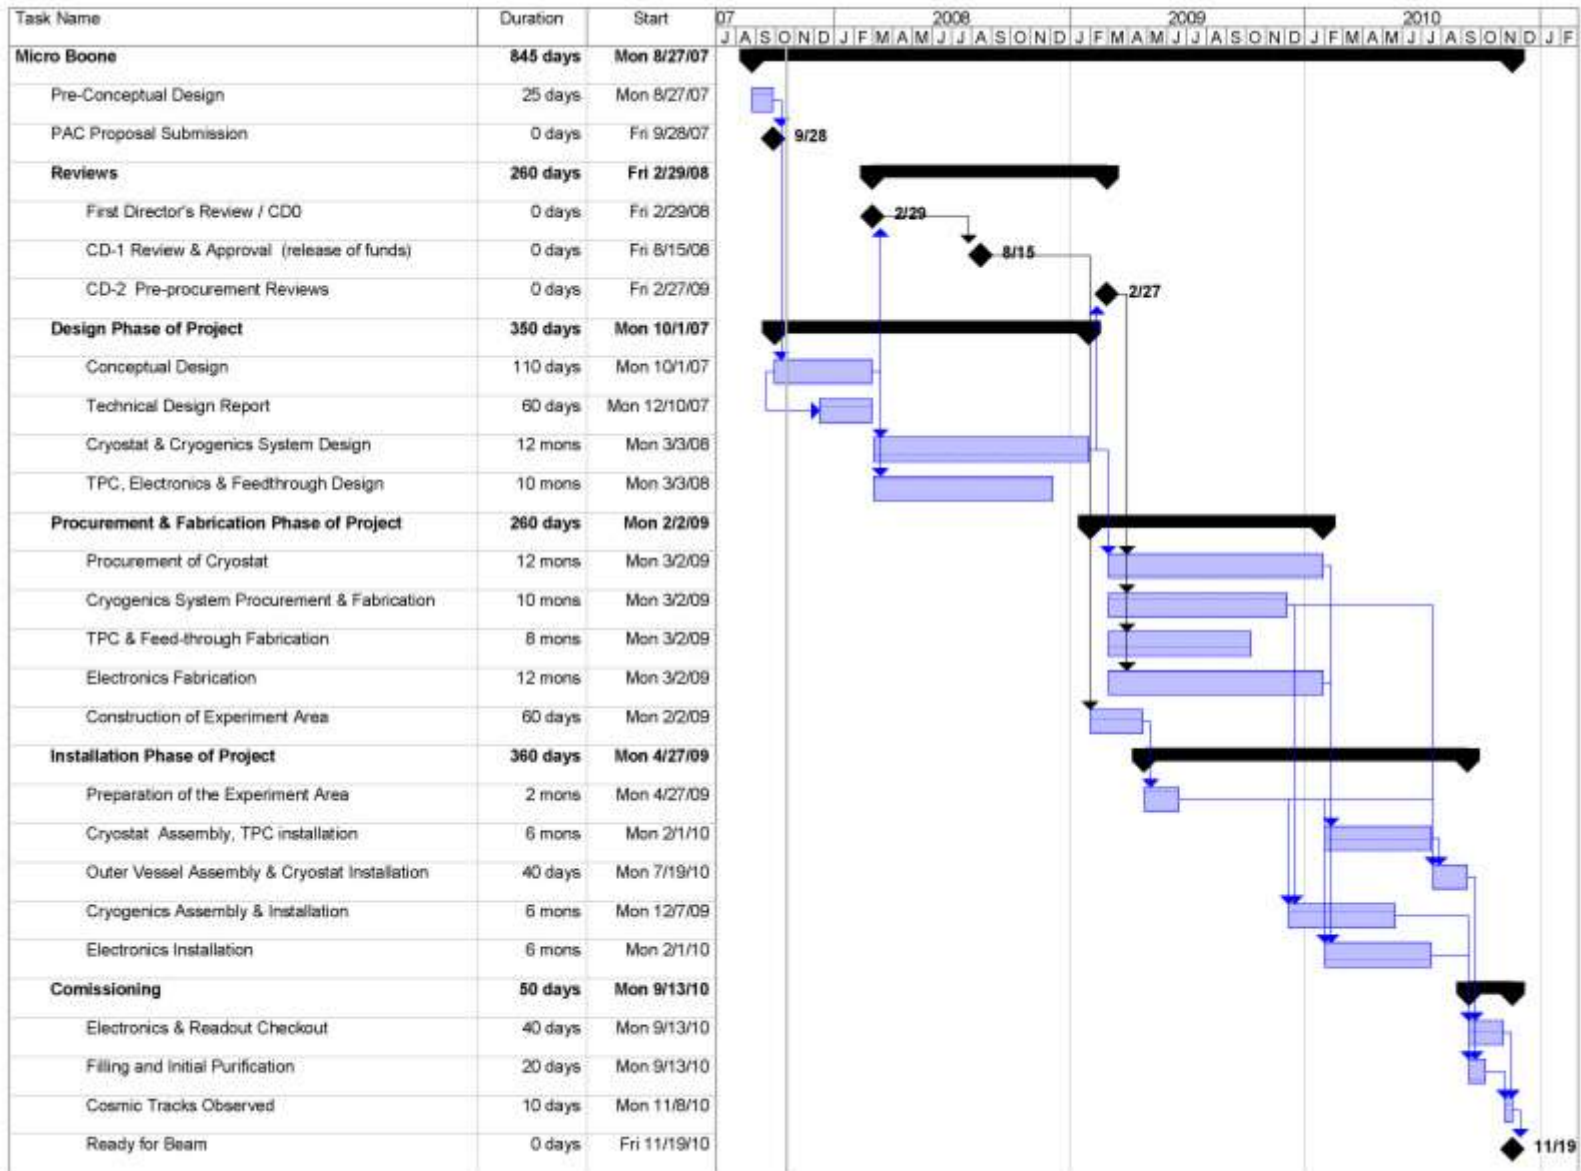 Task Name Duration Start 07 2008 2009 2010
J A S O N D J F M A M J J A S O N D J F M A M J J A S O N D J F M A M J J A S O N D J F
Micro Boone 845 days Mon 8/27/07
Pre-Conceptual Design 25 days Mon 8/27/07
PAC Proposal Submission 0 days Fri 9/28/07 9/28
Reviews 260 days Fri 2/29/08
First Director's Review / CD0 0 days Fri 2/29/08 2/29
CD-1 Review & Approval (release of funds) 0 days Fri 8/15/08 8/15
CD-2 Pre-procurement Reviews 0 days Fri 2/27/09 2/27
Design Phase of Project 350 days Mon 10/1/07
Conceptual Design 110 days Mon 10/1/07
Technical Design Report 60 days Mon 12/10/07
Cryostat & Cryogenics System Design 12 mons Mon 3/3/08
TPC, Electronics & Feedthrough Design 10 mons Mon 3/3/08
Procurement & Fabrication Phase of Project 260 days Mon 2/2/09
Procurement of Cryostat 12 mons Mon 3/2/09
Cryogenics System Procurement & Fabrication 10 mons Mon 3/2/09
TPC & Feed-through Fabrication 8 mons Mon 3/2/09
Electronics Fabrication 12 mons Mon 3/2/09
Construction of Experiment Area 60 days Mon 2/2/09
Installation Phase of Project 360 days Mon 4/27/09
Preparation of the Experiment Area 2 mons Mon 4/27/09
Cryostat Assembly, TPC installation 6 mons Mon 2/1/10
Outer Vessel Assembly & Cryostat Installation 40 days Mon 7/19/10
Cryogenics Assembly & Installation 6 mons Mon 12/7/09
Electronics Installation 6 mons Mon 2/1/10
Comissioning 50 days Mon 9/13/10
Electronics & Readout Checkout 40 days Mon 9/13/10
Filling and Initial Purification 20 days Mon 9/13/10
Cosmic Tracks Observed 10 days Mon 11/8/10
Ready for Beam 0 days Fri 11/19/10 11/19